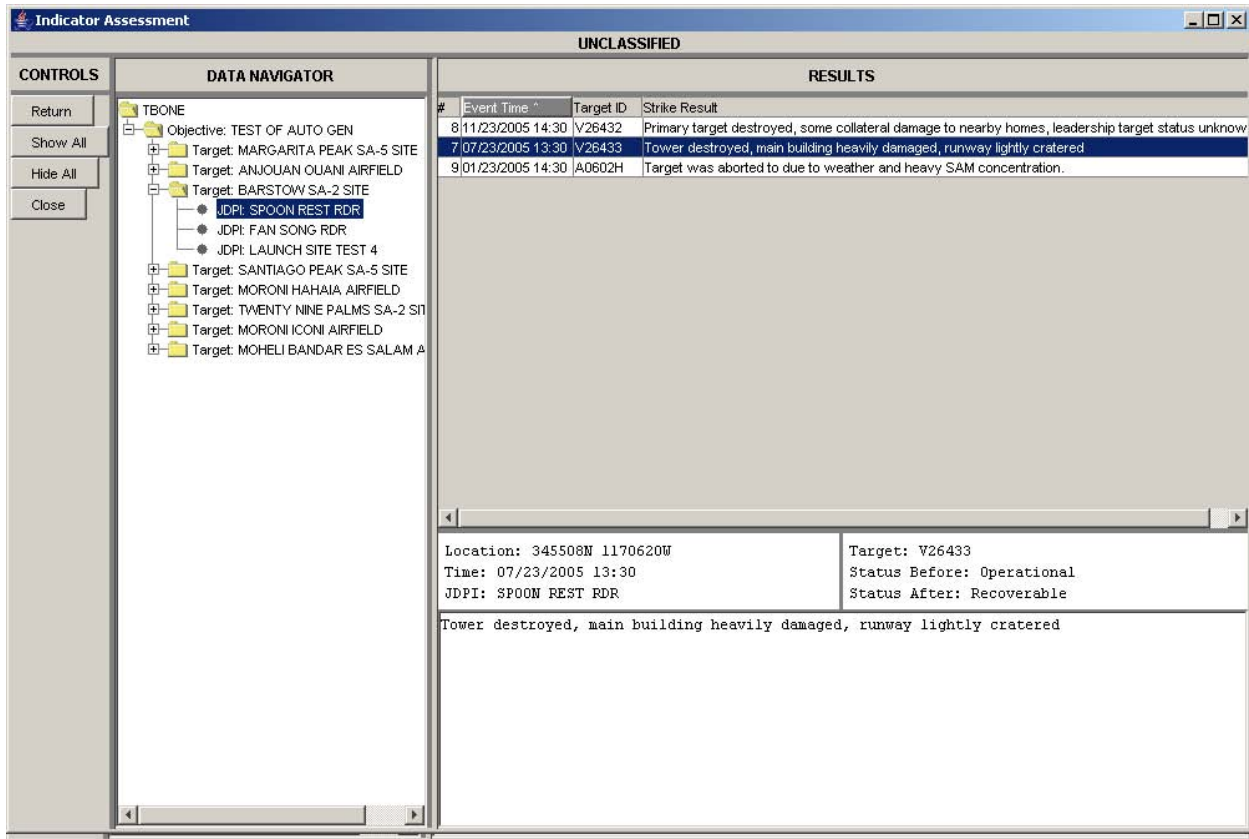 Indicator Assessment
UNCLASSIFIED
CONTROLS
DATA NAVIGATOR
RESULTS
Return
Show All
Hide All
Close
TBONE
Objective: TEST OF AUTO GEN
Target: MARGARITA PEAK SA-5 SITE
Target: ANJOUAN OUANI AIRFIELD
Target: BARSTOW SA-2 SITE
JDPI: SPOON REST RDR
JDPI: FAN SONG RDR
JDPI: LAUNCH SITE TEST 4
Target: SANTIAGO PEAK SA-5 SITE
Target: MORONI HAHAIA AIRFIELD
Target: TWENTY NINE PALMS SA-2 SIT
Target: MORONI ICONI AIRFIELD
Target: MOHELI BANDAR ES SALAM A
# Event Time ^ Target ID Strike Result
8 11/23/2005 14:30 V26432 Primary target destroyed, some collateral damage to nearby homes, leadership target status unknow
7 07/23/2005 13:30 V26433 Tower destroyed, main building heavily damaged, runway lightly cratered
9 01/23/2005 14:30 A0602H Target was aborted to due to weather and heavy SAM concentration.
Location: 345508N 1170620W
Time: 07/23/2005 13:30
JDPI: SPOON REST RDR
Target: V26433
Status Before: Operational
Status After: Recoverable
Tower destroyed, main building heavily damaged, runway lightly cratered